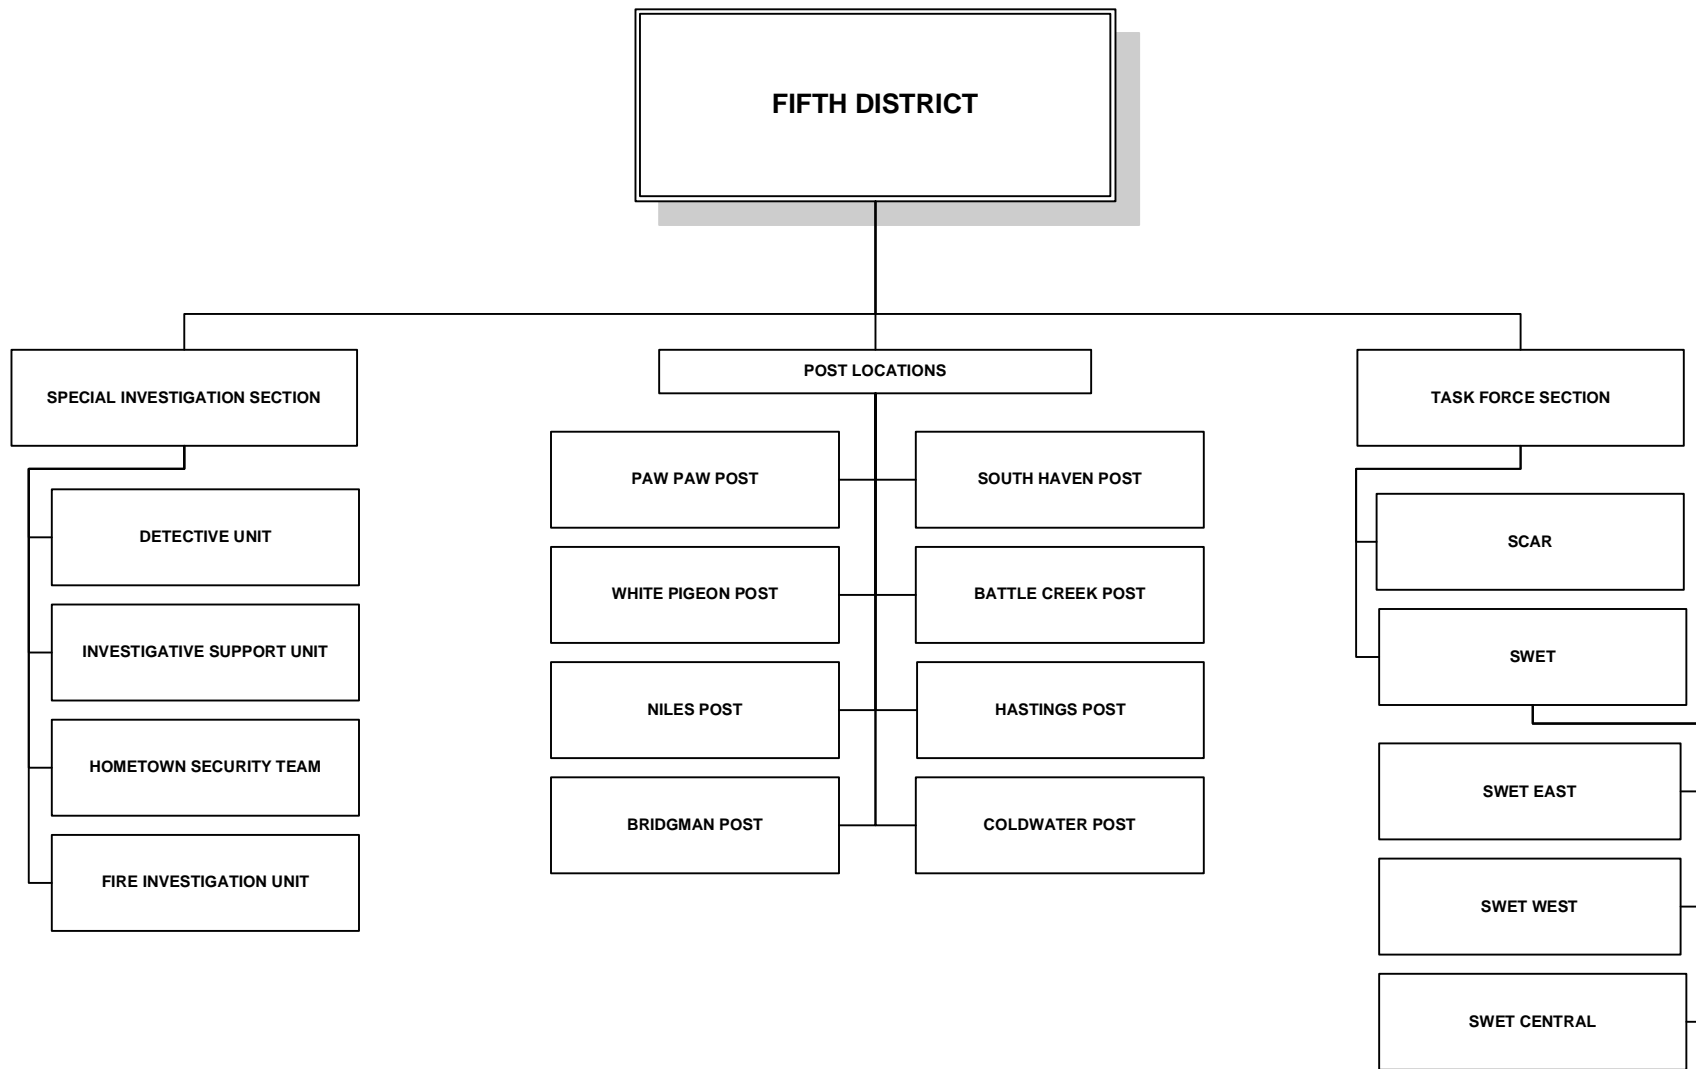 FIFTH DISTRICT
SPECIAL INVESTIGATION SECTION
DETECTIVE UNIT
INVESTIGATIVE SUPPORT UNIT
HOMETOWN SECURITY TEAM
FIRE INVESTIGATION UNIT
POST LOCATIONS
PAW PAW POST
SOUTH HAVEN POST
WHITE PIGEON POST
BATTLE CREEK POST
NILES POST
HASTINGS POST
BRIDGMAN POST
COLDWATER POST
TASK FORCE SECTION
SCAR
SWET
SWET EAST
SWET WEST
SWET CENTRAL